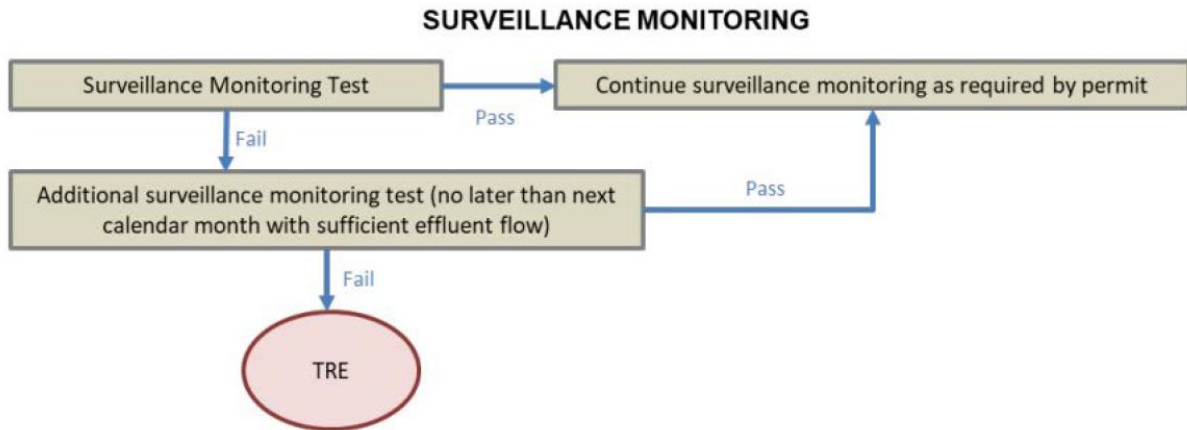 SURVEILLANCE MONITORING
Surveillance Monitoring Test
Pass
Continue surveillance monitoring as required by permit
Fail
Additional surveillance monitoring test (no later than next
calendar month with sufficient effluent flow)
Pass
Fail
TRE